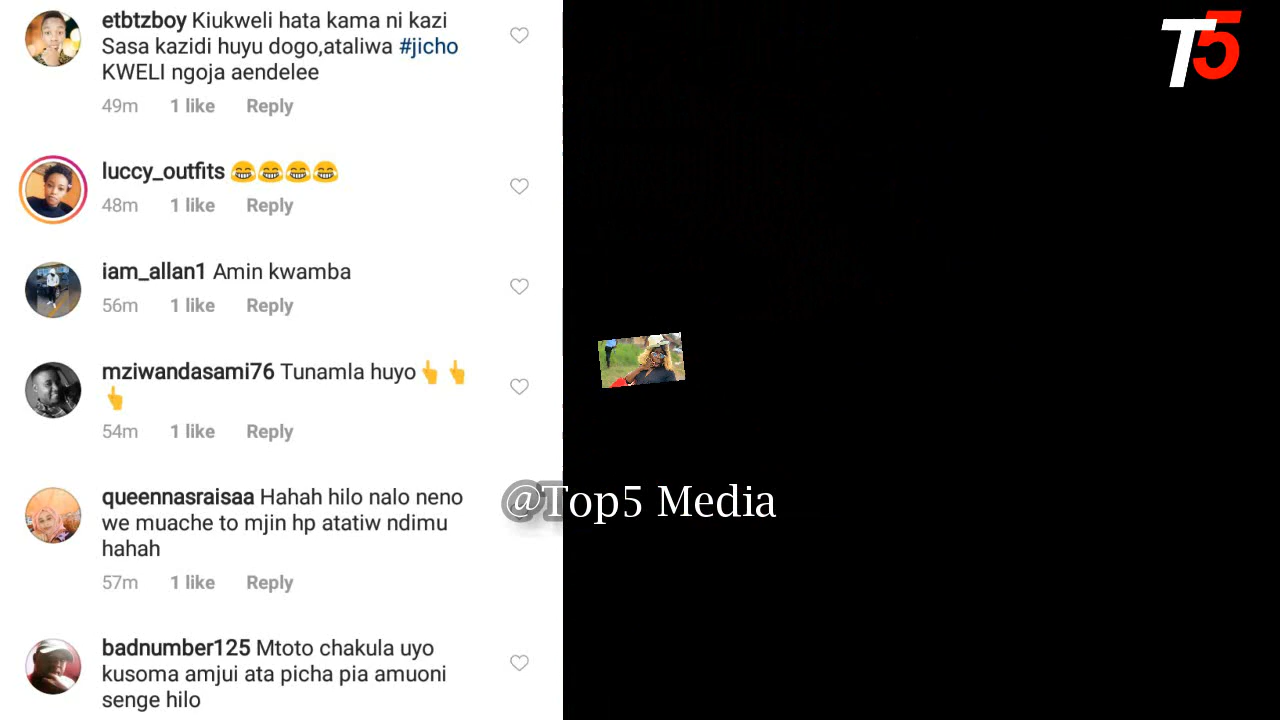 etbtzboy Kiukweli hata kama ni kazi
Sasa kazidi huyu dogo,ataliwa #jicho
KWELI ngoja aendelee
49m 1 like Reply
luccy_outfits 😂😂😂😂
48m 1 like Reply
iam_allan1 Amin kwamba
56m 1 like Reply
mziwandasami76 Tunamla huyo👆👆
👆
54m 1 like Reply
queennasraisaa Hahah hilo nalo neno
we muache to mjin hp atatiw ndimu
hahah
57m 1 like Reply
badnumber125 Mtoto chakula uyo
kusoma amjui ata picha pia amuoni
senge hilo
T5
@Top5 Media